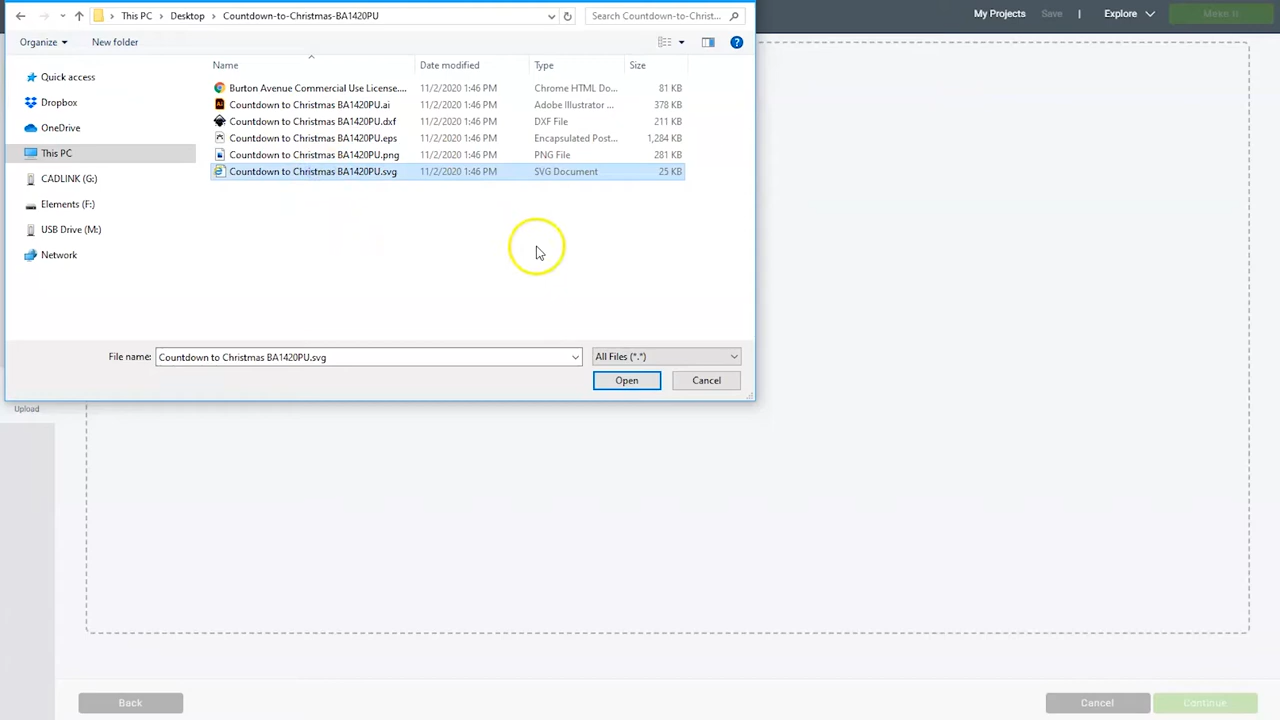 This PC
Desktop
Countdown-to-Christmas-BA1420PU
Search Countdown-to-Christ...
My Projects
Save
|
Explore
Make It
Organize
New folder
Name
Date modified
Type
Size
Quick access
Dropbox
OneDrive
This PC
CADLINK (G:)
Elements (F:)
USB Drive (M:)
Network
Burton Avenue Commercial Use License.... 11/2/2020 1:46 PM Chrome HTML Do... 81 KB
Countdown to Christmas BA1420PU.ai 11/2/2020 1:46 PM Adobe Illustrator ... 378 KB
Countdown to Christmas BA1420PU.dxf 11/2/2020 1:46 PM DXF File 211 KB
Countdown to Christmas BA1420PU.eps 11/2/2020 1:46 PM Encapsulated Post... 1,284 KB
Countdown to Christmas BA1420PU.png 11/2/2020 1:46 PM PNG File 281 KB
Countdown to Christmas BA1420PU.svg 11/2/2020 1:46 PM SVG Document 25 KB
File name: Countdown to Christmas BA1420PU.svg
All Files (*.*)
Open
Cancel
Upload
Back
Cancel
Continue